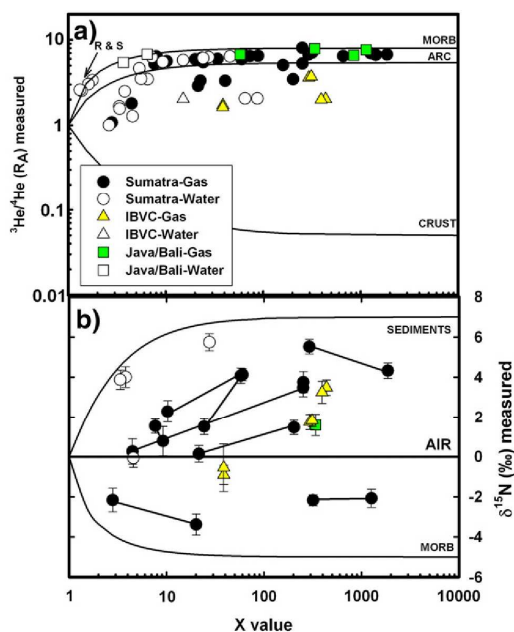 a)
R & S
MORB
ARC
CRUST
10
1
0.1
0.01
³He/⁴He (R_A) measured
Sumatra-Gas
Sumatra-Water
IBVC-Gas
IBVC-Water
Java/Bali-Gas
Java/Bali-Water
b)
SEDIMENTS
AIR
MORB
8
6
4
2
0
-2
-4
-6
δ¹⁵N (‰) measured
1 10 100 1000 10000
X value